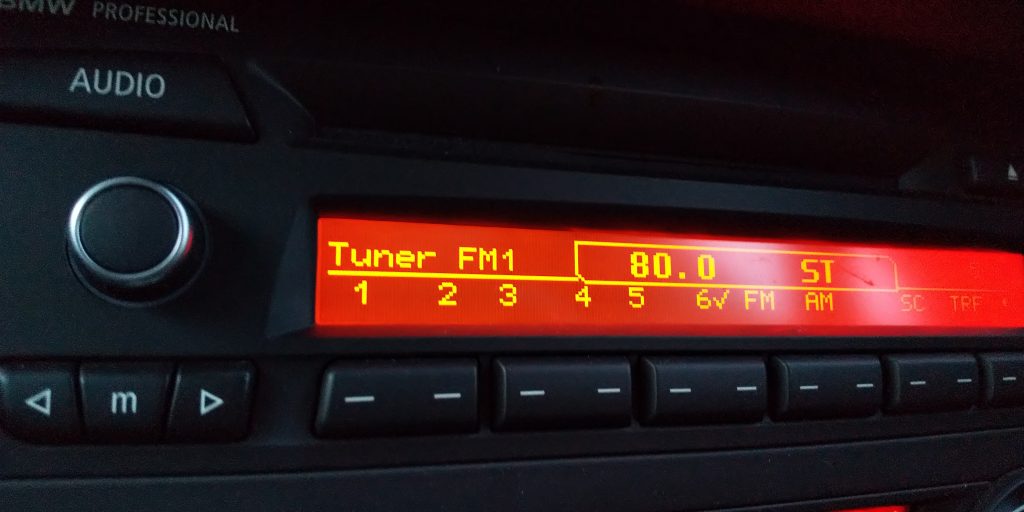 BMW PROFESSIONAL
AUDIO
Tuner FM1 80.0 ST
1 2 3 4 5 6✓ FM AM SC TRF
m